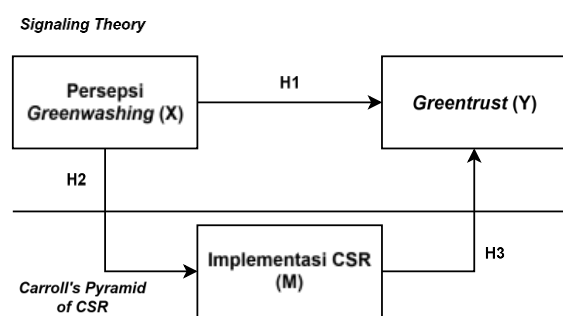 Signaling Theory
Persepsi
Greenwashing (X)
H1
Greentrust (Y)
H2
Implementasi CSR
(M)
H3
Carroll's Pyramid
of CSR